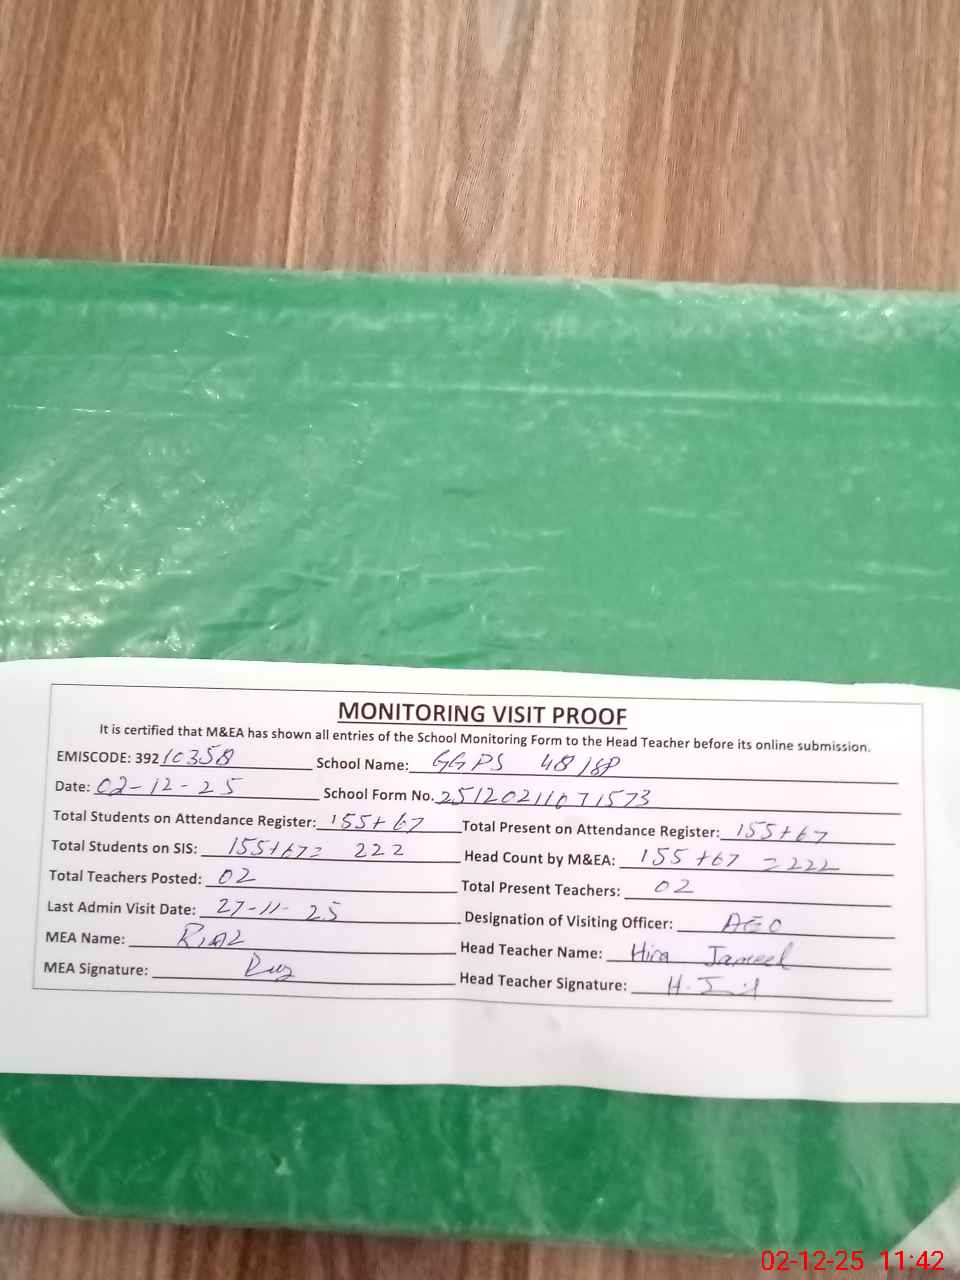 MONITORING VISIT PROOF
It is certified that M&EA has shown all entries of the School Monitoring Form to the Head Teacher before its online submission.
EMISCODE: 39210358 School Name: GGPS 48/8P
Date: 02-12-25 School Form No. 25120211071573
Total Students on Attendance Register: 155+67 Total Present on Attendance Register: 155+67
Total Students on SIS: 155+67= 222 Head Count by M&EA: 155+67 =222
Total Teachers Posted: 02 Total Present Teachers: 02
Last Admin Visit Date: 27-11-25 Designation of Visiting Officer: AEO
MEA Name: Riaz Head Teacher Name: Hira Jameel
MEA Signature: Head Teacher Signature: H.
02-12-25 11:42